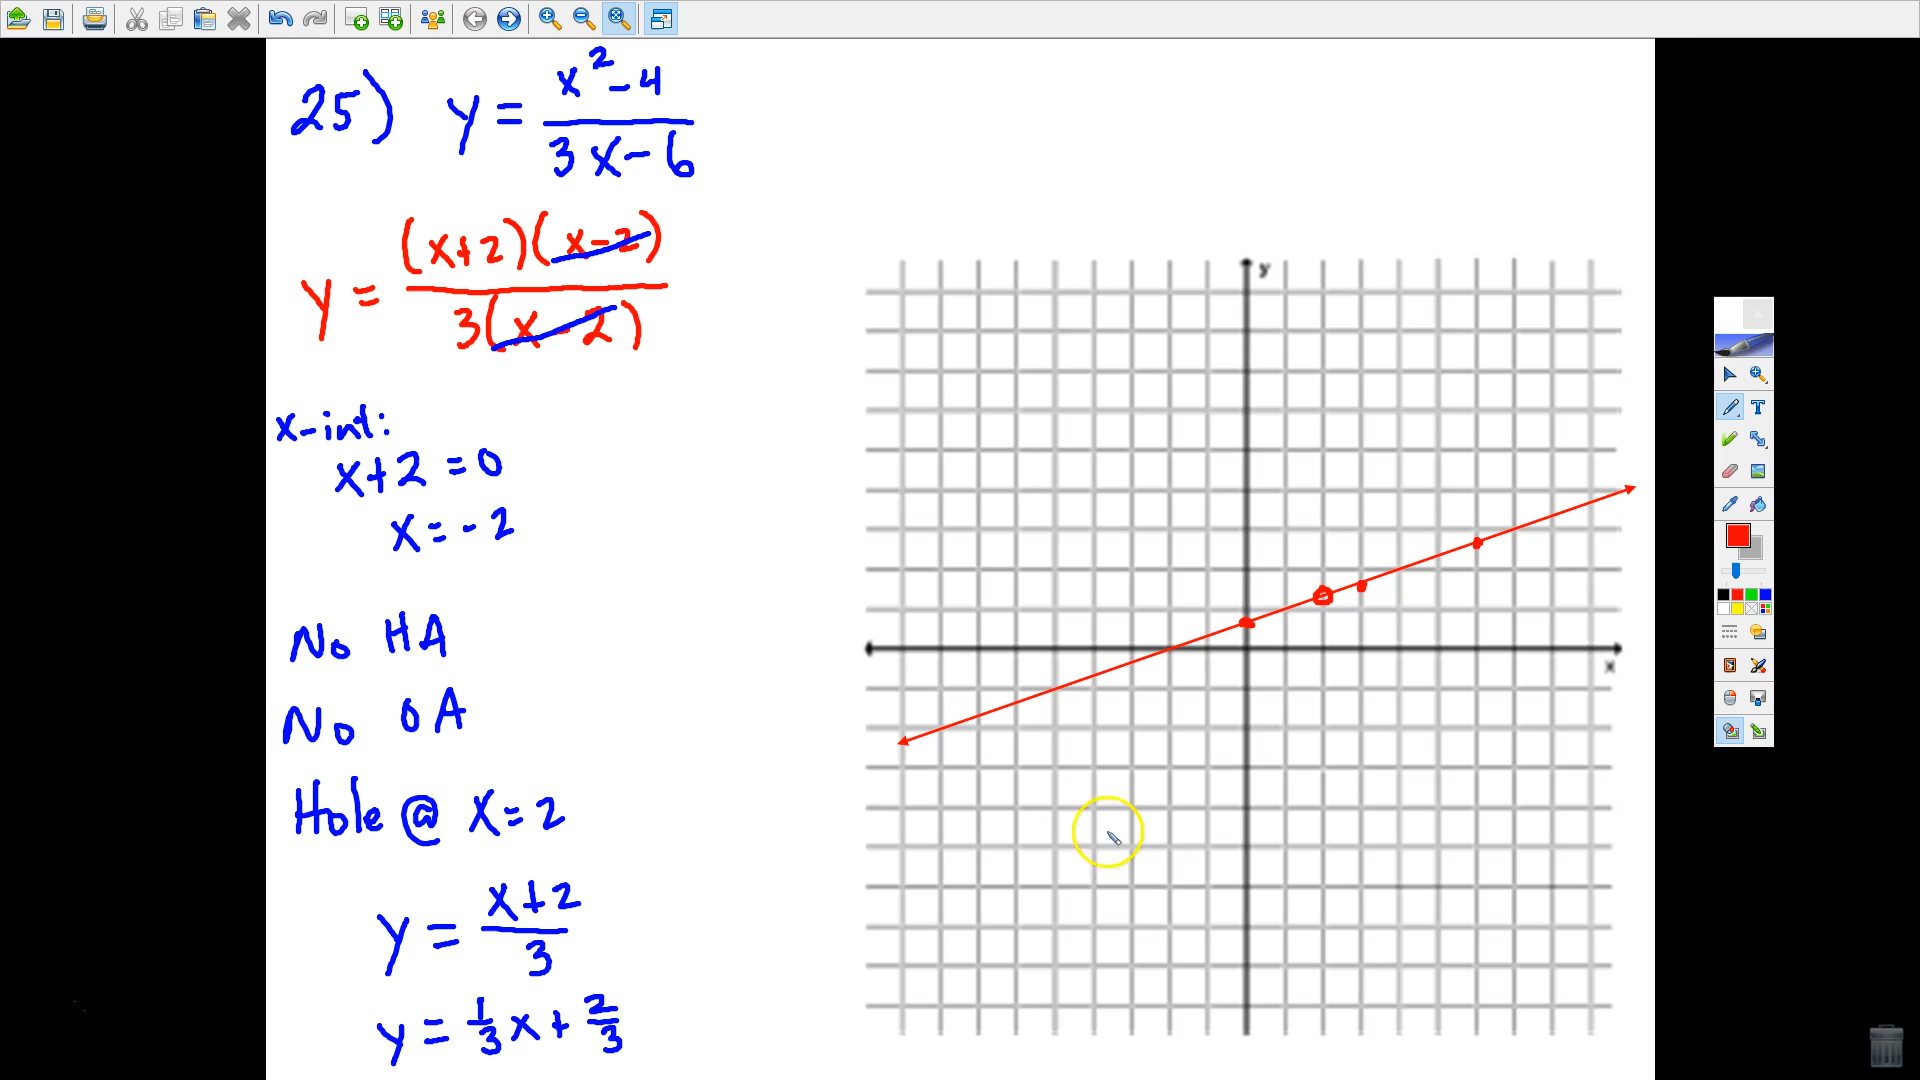 25) y = x² - 4 / 3x - 6
y = (x+2)(x-2) / 3(x-2)
x-int:
x+2 = 0
x = -2
No HA
No OA
Hole @ x = 2
y = x+2 / 3
y = 1/3 x + 2/3
y
x
T